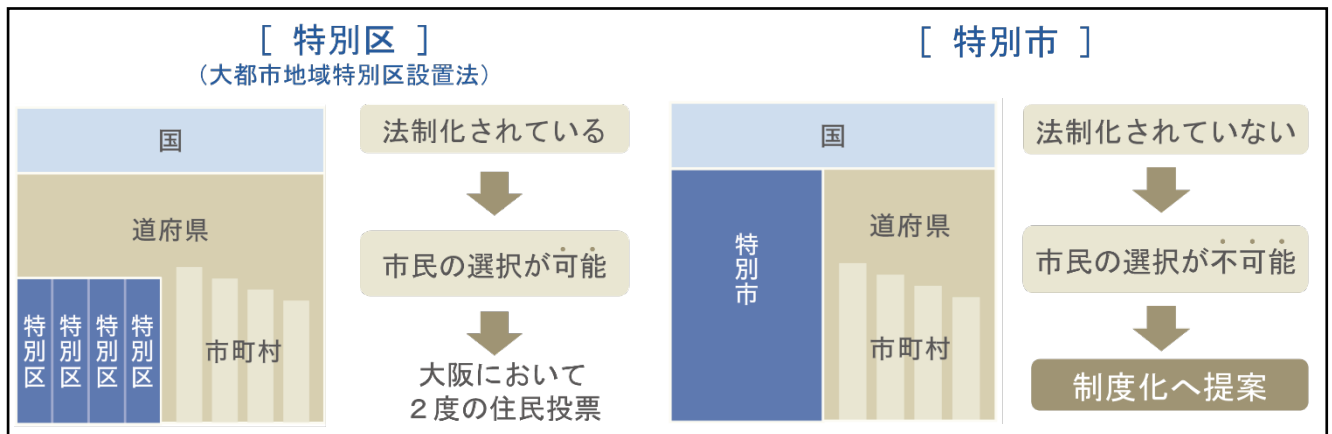 ［ 特別区 ］
（大都市地域特別区設置法）
国
道府県
特別区
特別区
特別区
特別区
市町村
法制化されている
市民の選択が可能
大阪において
２度の住民投票
［ 特別市 ］
国
特別市
道府県
市町村
法制化されていない
市民の選択が不可能
制度化へ提案